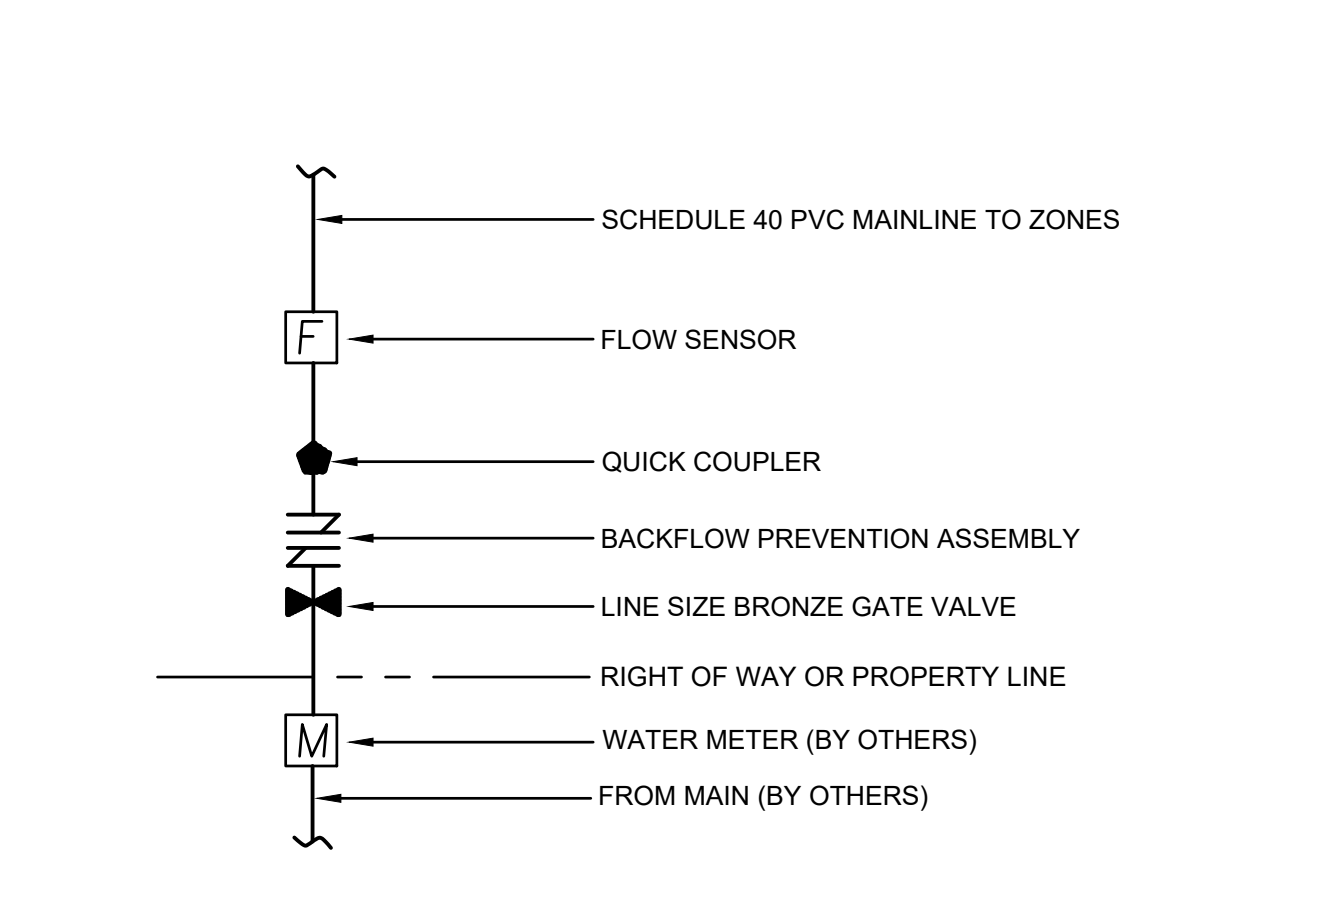 SCHEDULE 40 PVC MAINLINE TO ZONES
F
FLOW SENSOR
QUICK COUPLER
BACKFLOW PREVENTION ASSEMBLY
LINE SIZE BRONZE GATE VALVE
RIGHT OF WAY OR PROPERTY LINE
M
WATER METER (BY OTHERS)
FROM MAIN (BY OTHERS)